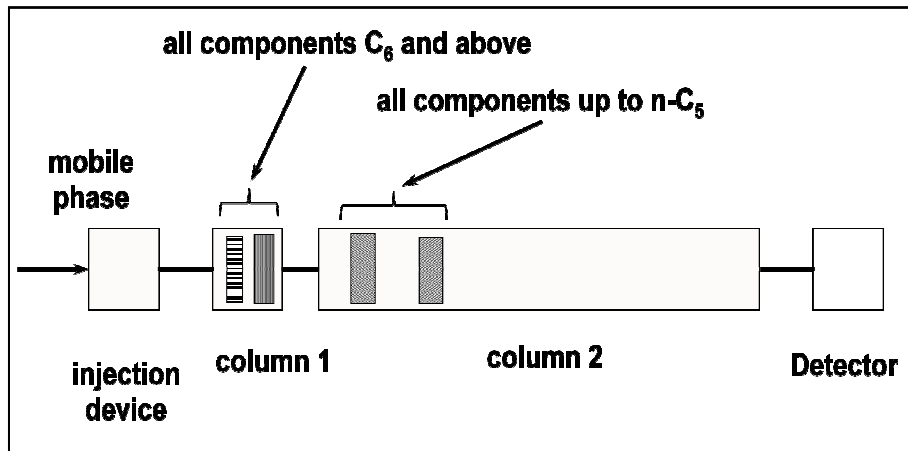 all components C₆ and above
all components up to n-C₅
mobile
phase
injection
device
column 1
column 2
Detector